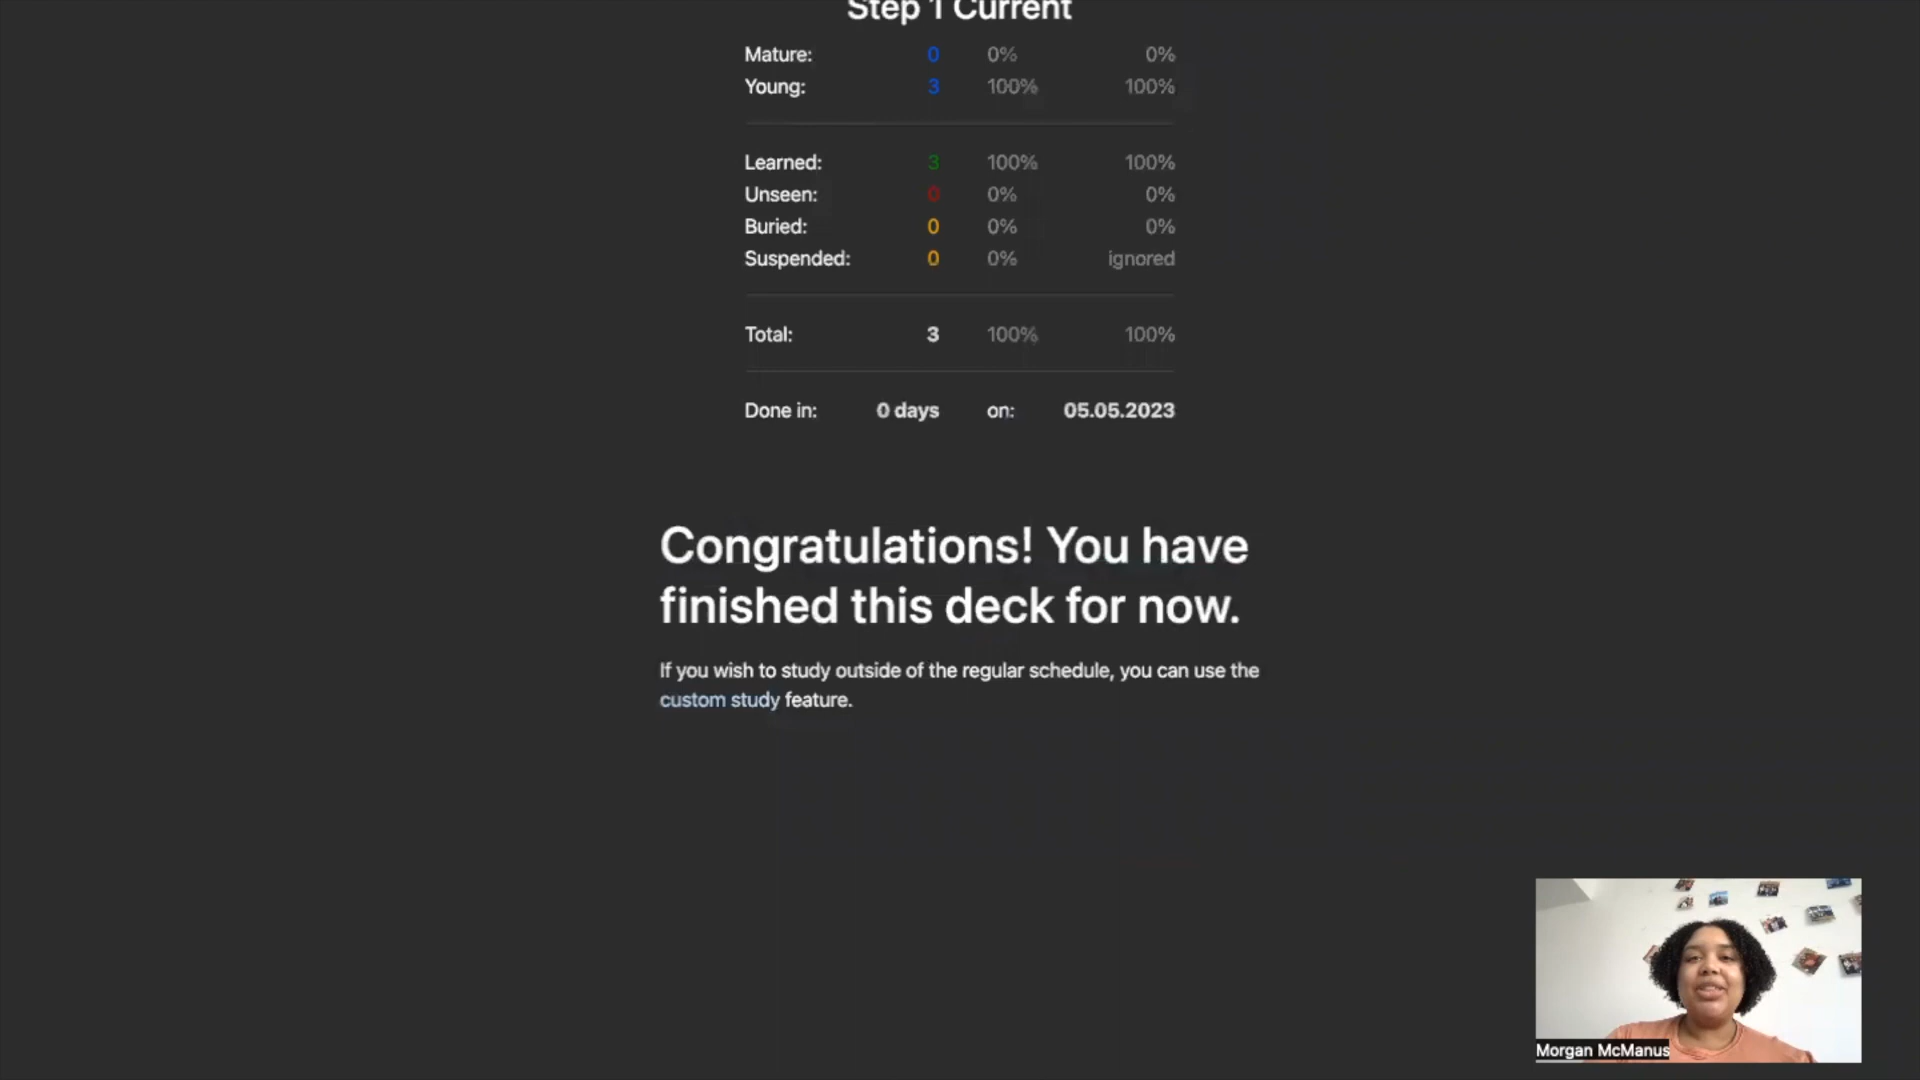 Step 1 Current
Mature: 0 0% 0%
Young: 3 100% 100%
Learned: 3 100% 100%
Unseen: 0 0% 0%
Buried: 0 0% 0%
Suspended: 0 0% ignored
Total: 3 100% 100%
Done in: 0 days on: 05.05.2023
Congratulations! You have
finished this deck for now.
If you wish to study outside of the regular schedule, you can use the
custom study feature.
Morgan McManus